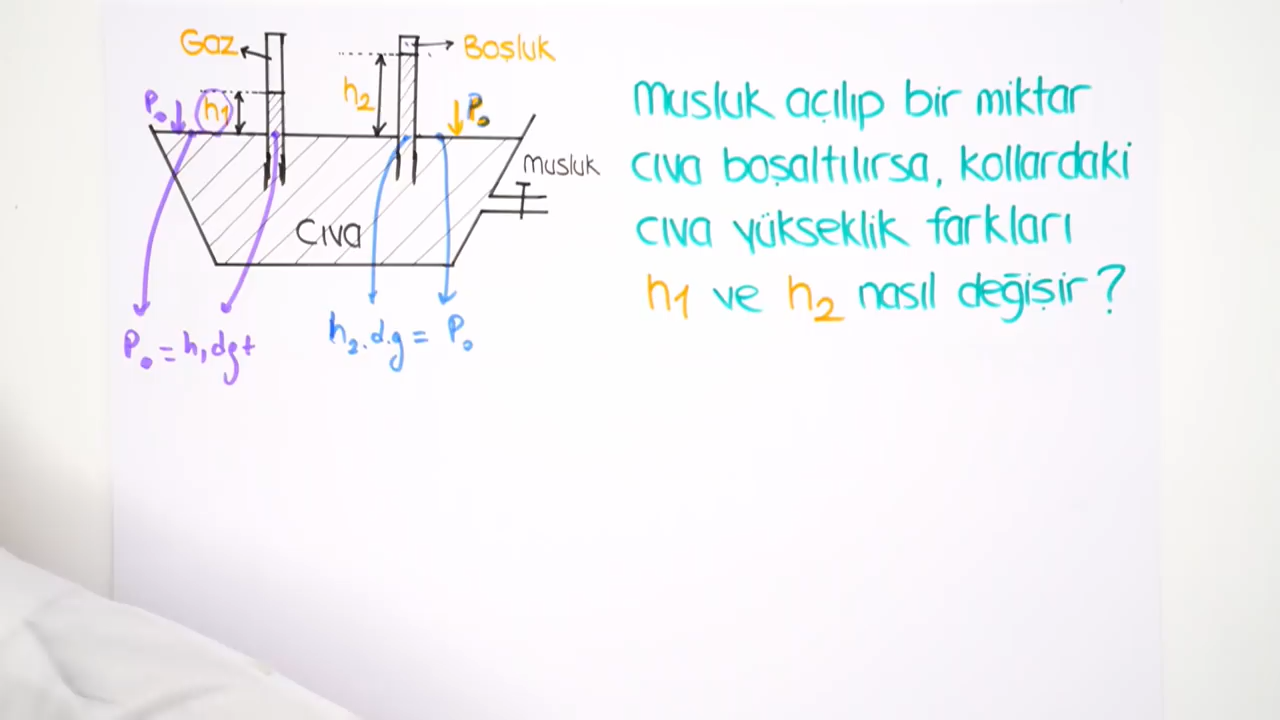 Gaz
Boşluk
P₀
h₁
h₂
P₀
musluk
Cıva
P₀ = h₁dg+
h₂.d.g = P₀
musluk açılıp bir miktar
cıva boşaltılırsa, kollardaki
cıva yükseklik farkları
h₁ ve h₂ nasıl değişir?